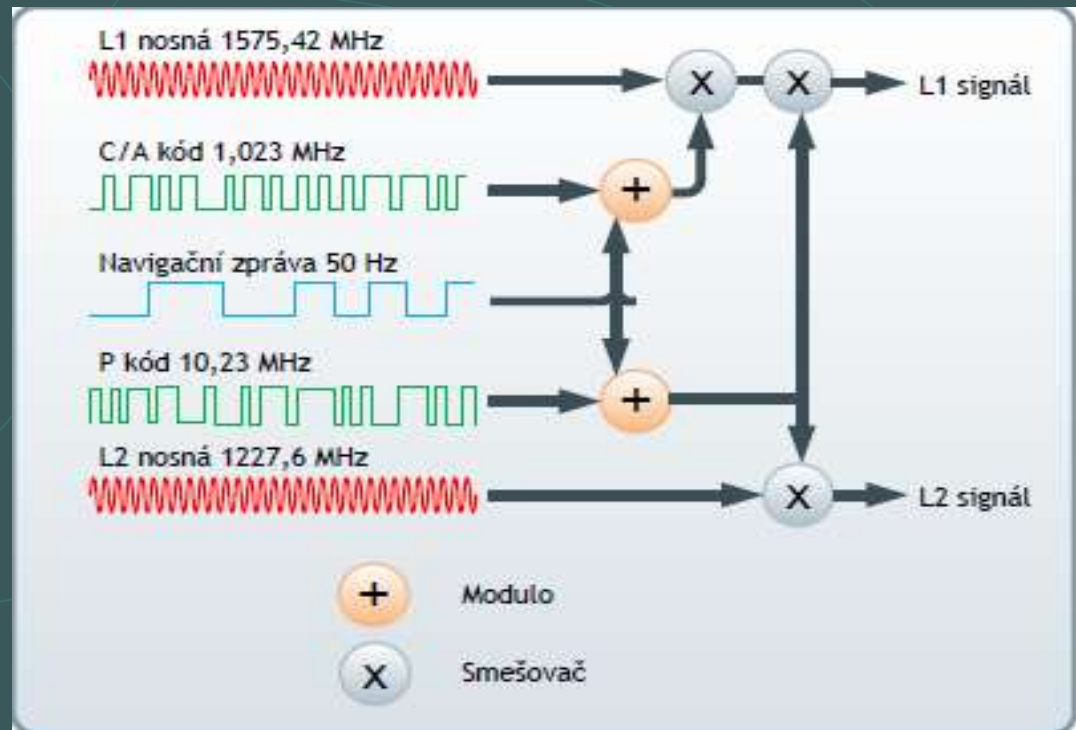 L1 nosná 1575,42 MHz
L1 signál
C/A kód 1,023 MHz
Navigační zpráva 50 Hz
P kód 10,23 MHz
L2 nosná 1227,6 MHz
L2 signál
X
X
+
+
X
+ Modulo
X Smešovač